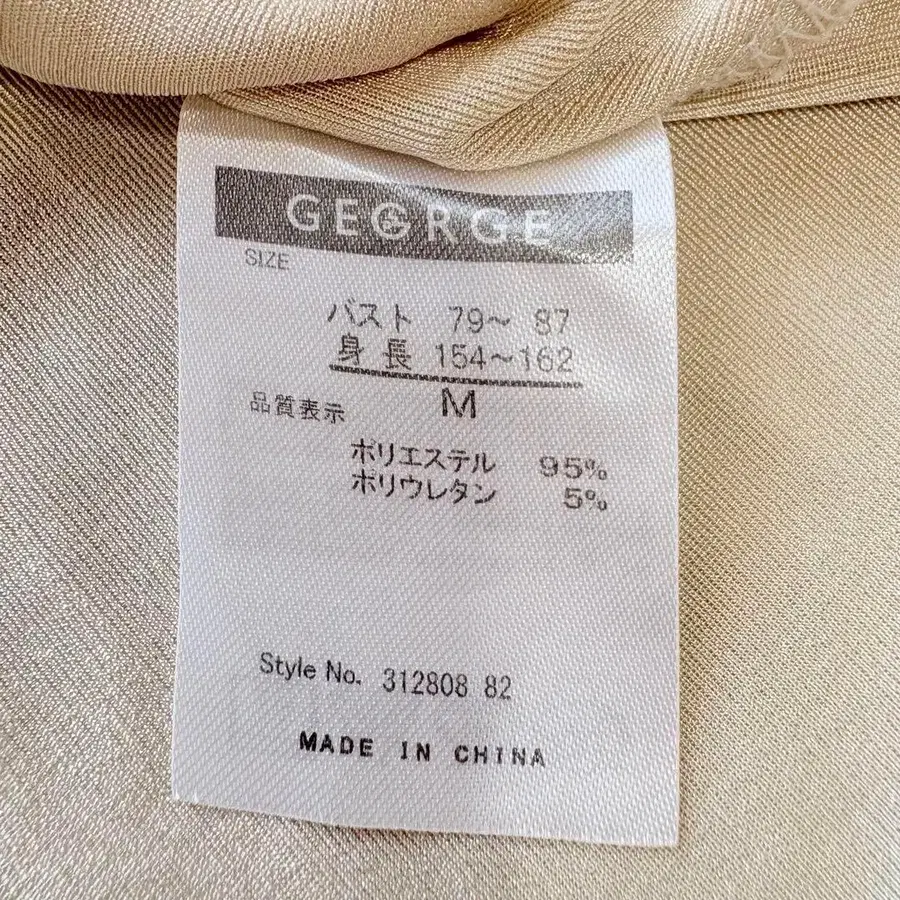 GEORGE
SIZE
バスト 79～ 87
身長 154～162
M
品質表示
ポリエステル 95%
ポリウレタン 5%
Style No. 312808 82
MADE IN CHINA